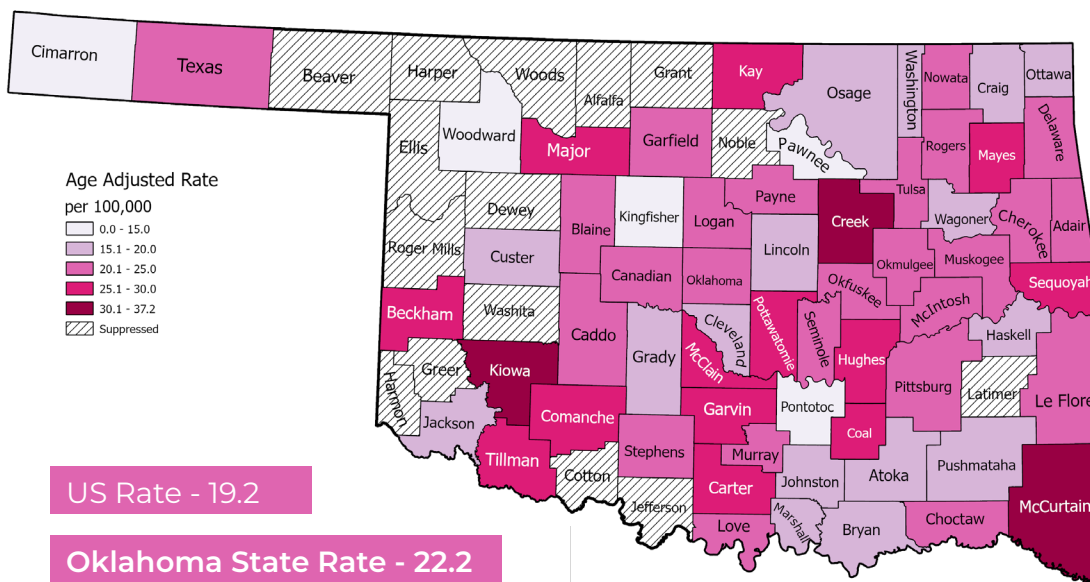 Cimarron
Texas
Beaver
Harper
Woods
Alfalfa
Grant
Kay
Osage
Washington
Nowata
Craig
Ottawa
Ellis
Woodward
Major
Garfield
Noble
Pawnee
Rogers
Mayes
Delaware
Age Adjusted Rate
per 100,000
0.0 - 15.0
15.1 - 20.0
20.1 - 25.0
25.1 - 30.0
30.1 - 37.2
Suppressed
Roger Mills
Dewey
Blaine
Kingfisher
Logan
Payne
Creek
Tulsa
Wagoner
Cherokee
Adair
Custer
Canadian
Oklahoma
Lincoln
Okmulgee
Muskogee
Sequoyah
Beckham
Washita
Caddo
Grady
Cleveland
McClain
Pottawatomie
Seminole
Okfuskee
Hughes
McIntosh
Haskell
Harmon
Greer
Kiowa
Pittsburg
Latimer
Le Flore
Jackson
Comanche
Garvin
Pontotoc
Coal
Tillman
Cotton
Stephens
Murray
Johnston
Atoka
Pushmataha
Jefferson
Carter
Love
Marshall
Bryan
Choctaw
McCurtain
US Rate - 19.2
Oklahoma State Rate - 22.2